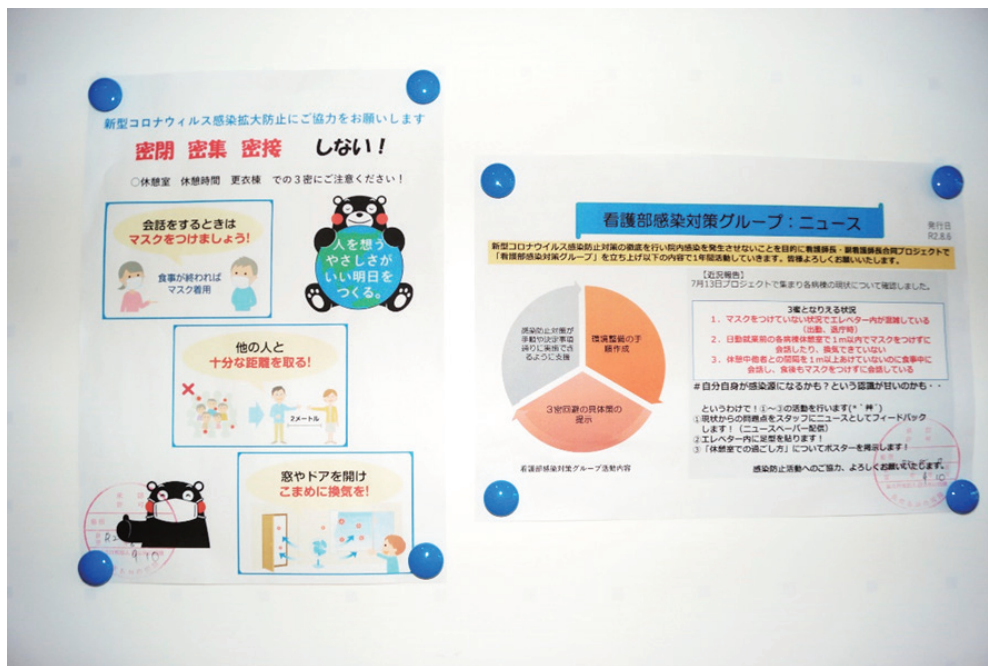 新型コロナウィルス感染拡大防止にご協力をお願いします
密閉 密集 密接 しない！
○休憩室 休憩時間 更衣棟 での３密にご注意ください！
会話をするときは
マスクをつけましょう!
食事が終われば
マスク着用
人を想う
やさしさが
いい明日を
つくる。
他の人と
十分な距離を取る!
2メートル
窓やドアを開け
こまめに換気を!
R2
9.10
看護部感染対策グループ：ニュース
発行日
R2.8.6
新型コロナウイルス感染防止対策の徹底を行い院内感染を発生させないことを目的に看護師長・副看護師長合同プロジェクトで
「看護部感染対策グループ」を立ち上げ以下の内容で1年間活動していきます。皆様よろしくお願いいたします。
【近況報告】
7月13日プロジェクトで集まり各病棟の現状について確認しました。
感染防止対策が
手順や決定事項
通りに実施でき
るように支援
環境整備の手
順作成
３密回避の具体策の
提示
看護部感染対策グループ活動内容
3蜜となりえる状況
１．マスクをつけていない状況でエレベター内が混雑している
（出勤、退庁時）
２．日勤就業前の各病棟休憩室で１ｍ以内でマスクをつけずに
会話したり、換気できていない
３．休憩中他者との間隔を１ｍ以上あけていないのに食事中に
会話し、食後もマスクをつけずに会話している
＃自分自身が感染源になるかも？という認識が甘いのかも・・
というわけで！①～③の活動を行います(*｀艸´)
①現状からの問題点をスタッフにニュースとしてフィードバック
します！（ニュースペーパー配信）
②エレベター内に足型を貼ります！
③「休憩室での過ごし方」についてポスターを掲示します！
感染防止活動へのご協力、よろしくお願いいたします。